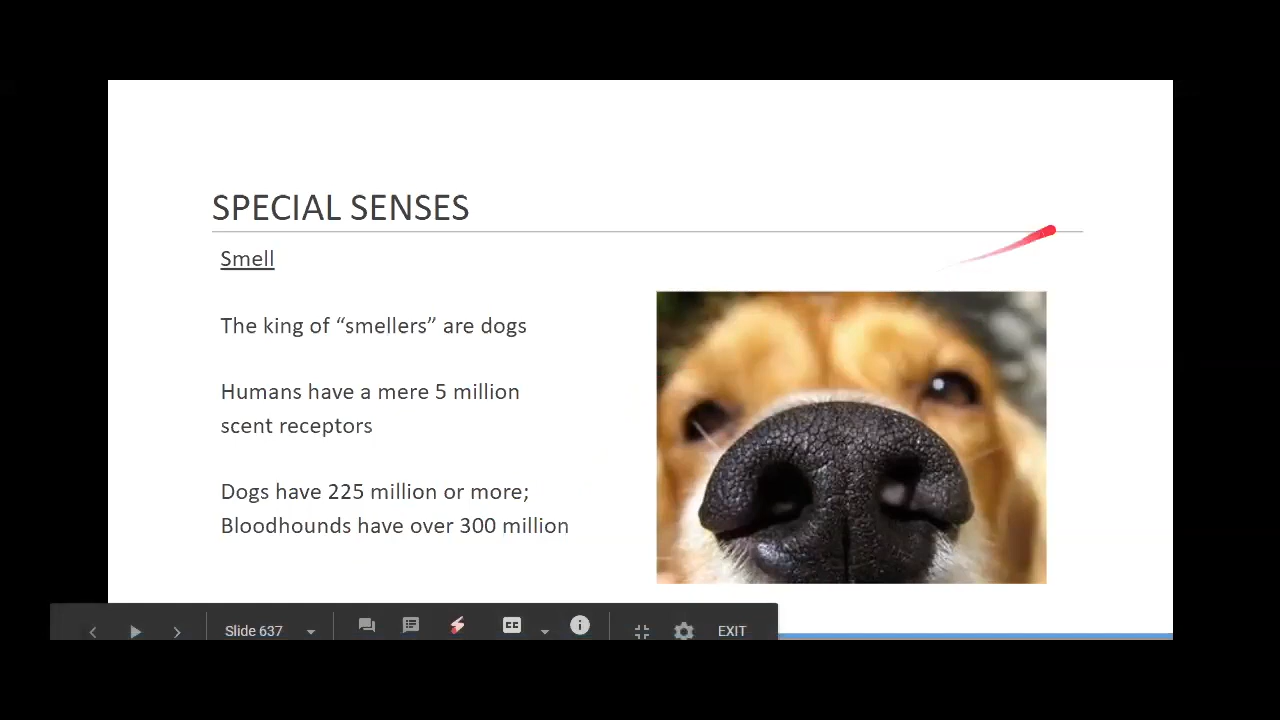 SPECIAL SENSES
Smell
The king of “smellers” are dogs
Humans have a mere 5 million
scent receptors
Dogs have 225 million or more;
Bloodhounds have over 300 million
Slide 637
CC
EXIT